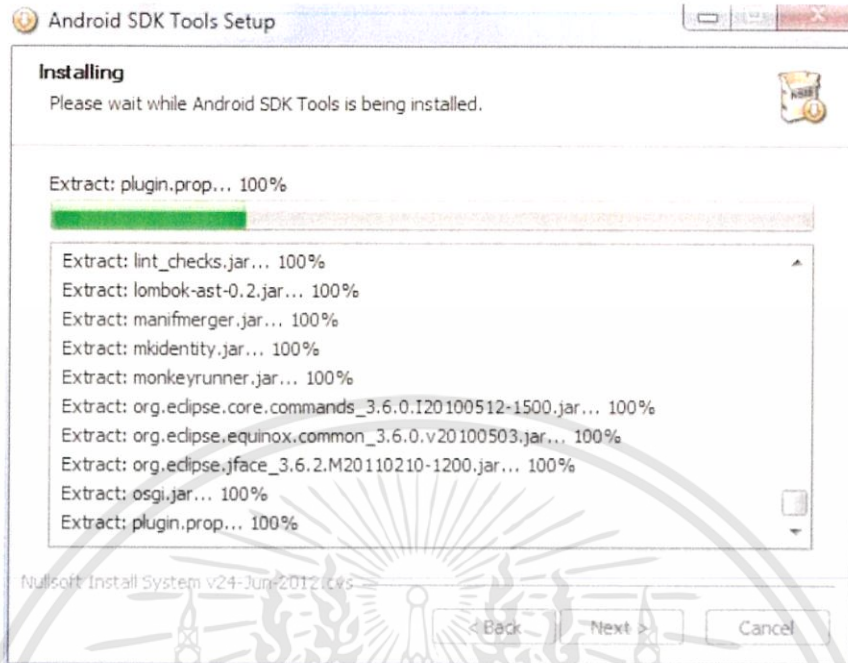 Android SDK Tools Setup
Installing
Please wait while Android SDK Tools is being installed.
Extract: plugin.prop... 100%
Extract: lint_checks.jar... 100%
Extract: lombok-ast-0.2.jar... 100%
Extract: manifmerger.jar... 100%
Extract: mkidentity.jar... 100%
Extract: monkeyrunner.jar... 100%
Extract: org.eclipse.core.commands_3.6.0.I20100512-1500.jar... 100%
Extract: org.eclipse.equinox.common_3.6.0.v20100503.jar... 100%
Extract: org.eclipse.jface_3.6.2.M20110210-1200.jar... 100%
Extract: osgi.jar... 100%
Extract: plugin.prop... 100%
Nullsoft Install System v24-Jun-2012.cvs
< Back Next > Cancel